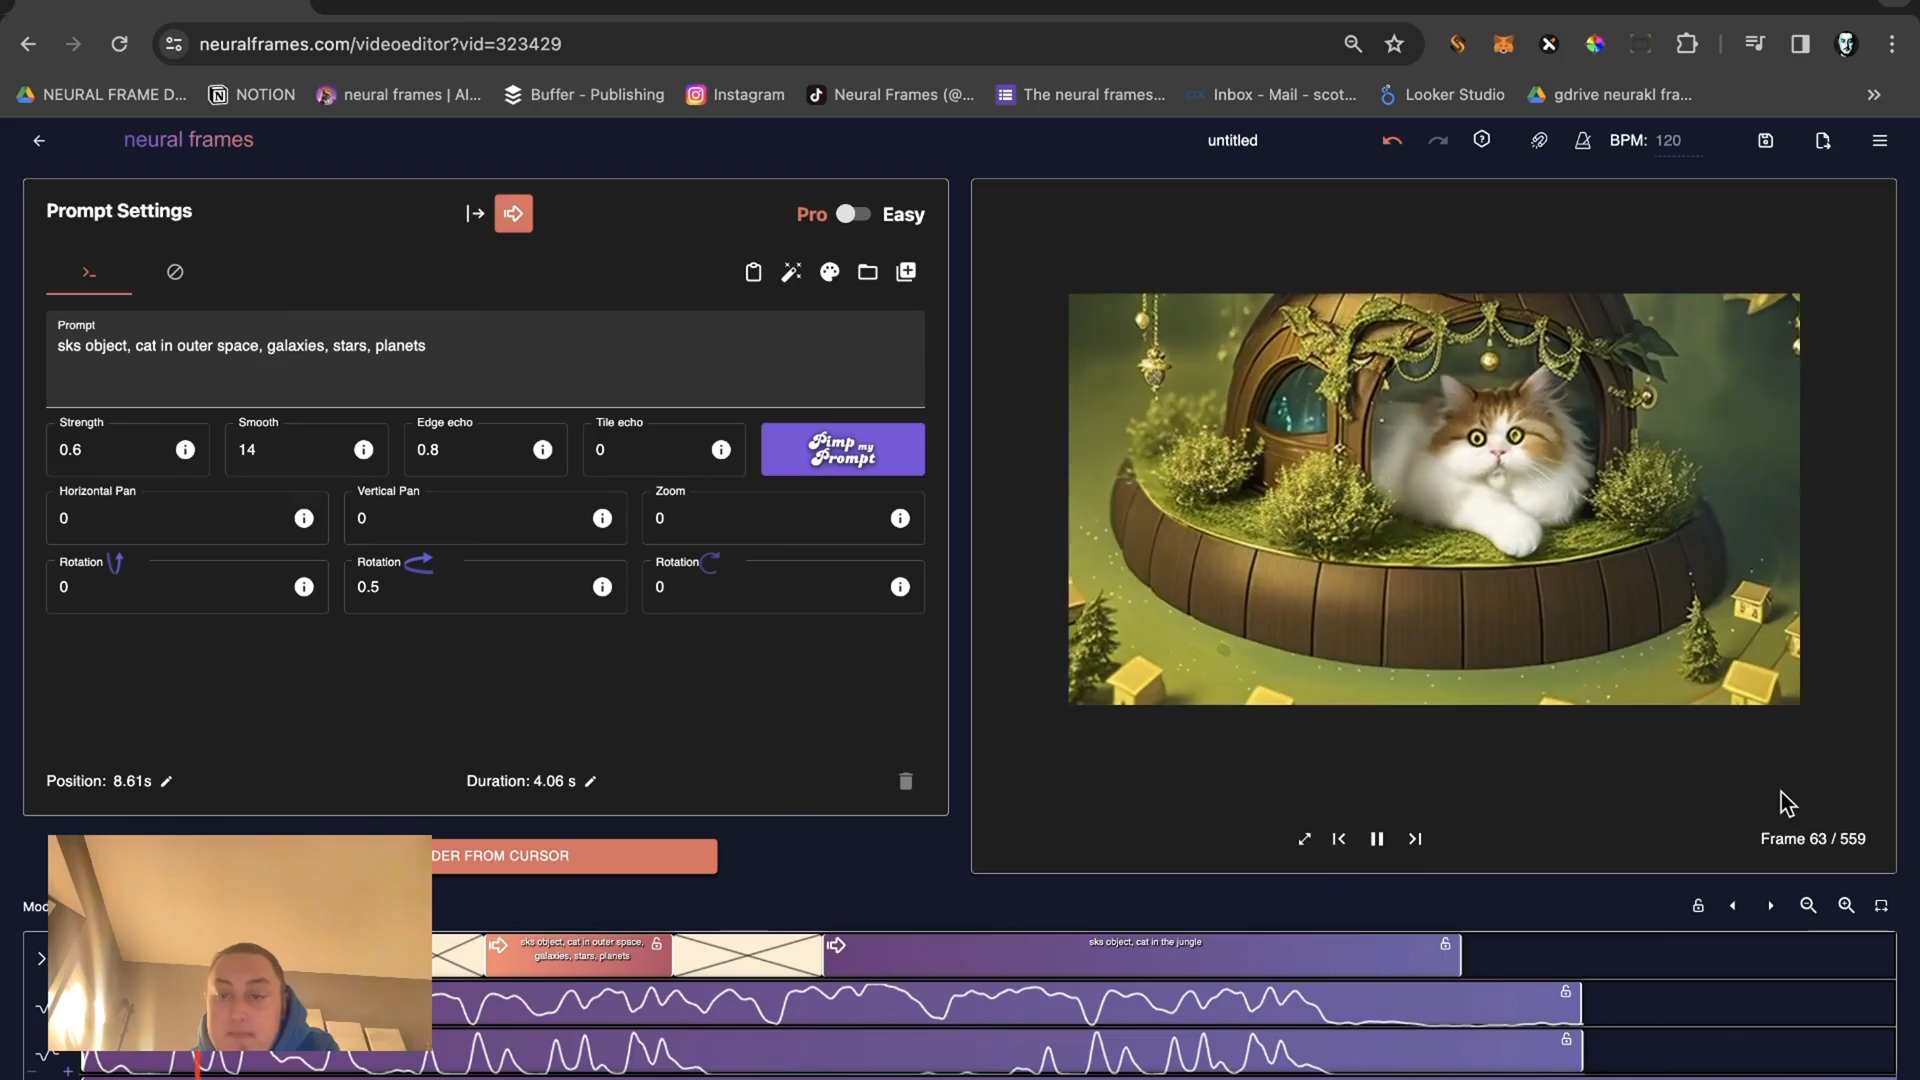 neuralframes.com/videoeditor?vid=323429
NEURAL FRAME D...
NOTION
neural frames | AI...
Buffer - Publishing
Instagram
Neural Frames (@...
The neural frames...
Inbox - Mail - scot...
Looker Studio
gdrive neurakl fra...
neural frames
untitled
BPM: 120
Prompt Settings
Pro
Easy
Prompt
sks object, cat in outer space, galaxies, stars, planets
Strength
0.6
Smooth
14
Edge echo
0.8
Tile echo
0
Pimp my Prompt
Horizontal Pan
0
Vertical Pan
0
Zoom
0
Rotation
0
Rotation
0.5
Rotation
0
Position: 8.61s
Duration: 4.06 s
DER FROM CURSOR
Frame 63 / 559
Mod
sks object, cat in outer space,
galaxies, stars, planets
sks object, cat in the jungle